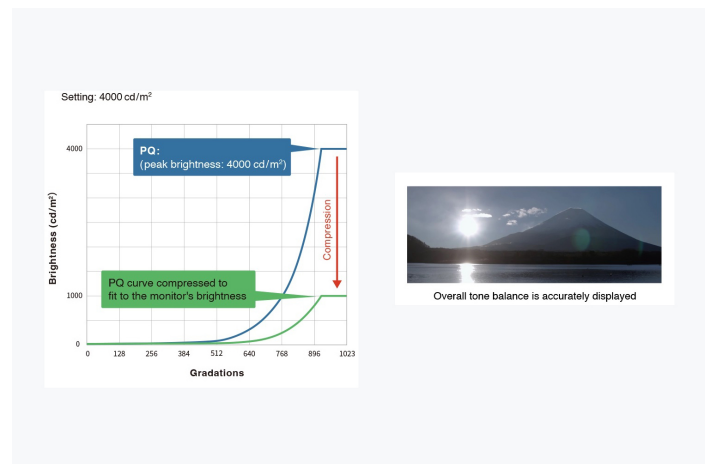 Setting: 4000 cd/m²
4000
PQ:
(peak brightness: 4000 cd/m²)
Compression
Brightness (cd/m²)
PQ curve compressed to
fit to the monitor's brightness
1000
0
0 128 256 384 512 640 768 896 1023
Gradations
Overall tone balance is accurately displayed